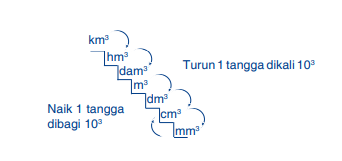 km³
hm³
dam³
Turun 1 tangga dikali 10³
m³
dm³
Naik 1 tangga
dibagi 10³
cm³
mm³